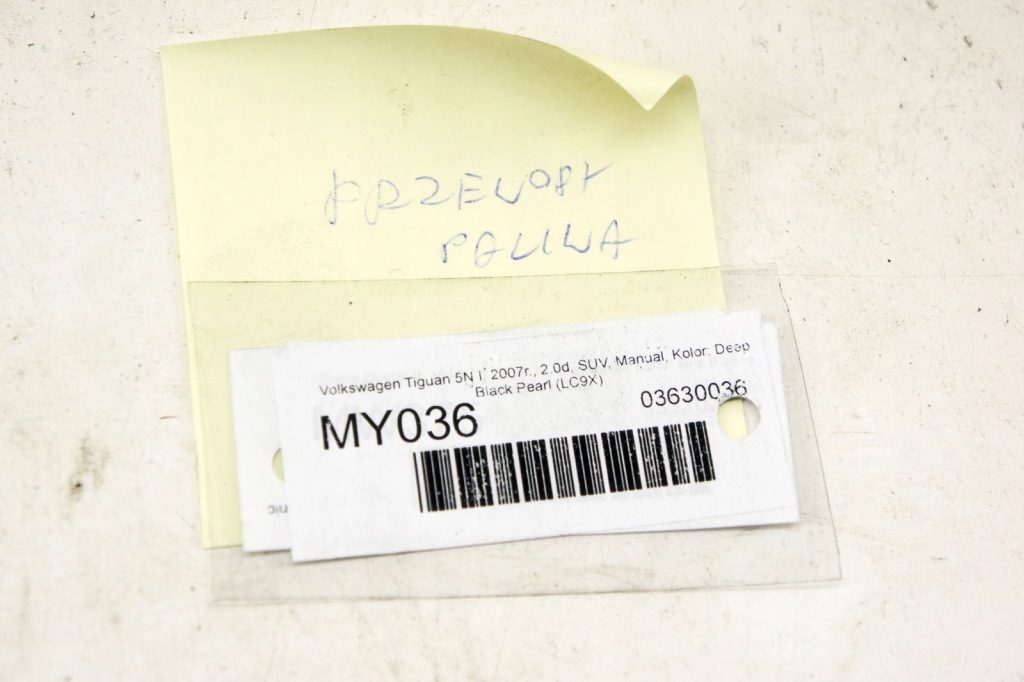 PRZEWODY
PALIWA
Volkswagen Tiguan 5N I, 2007r., 2.0d, SUV, Manual, Kolor: Deep
Black Pearl (LC9X)
03630036
MY036